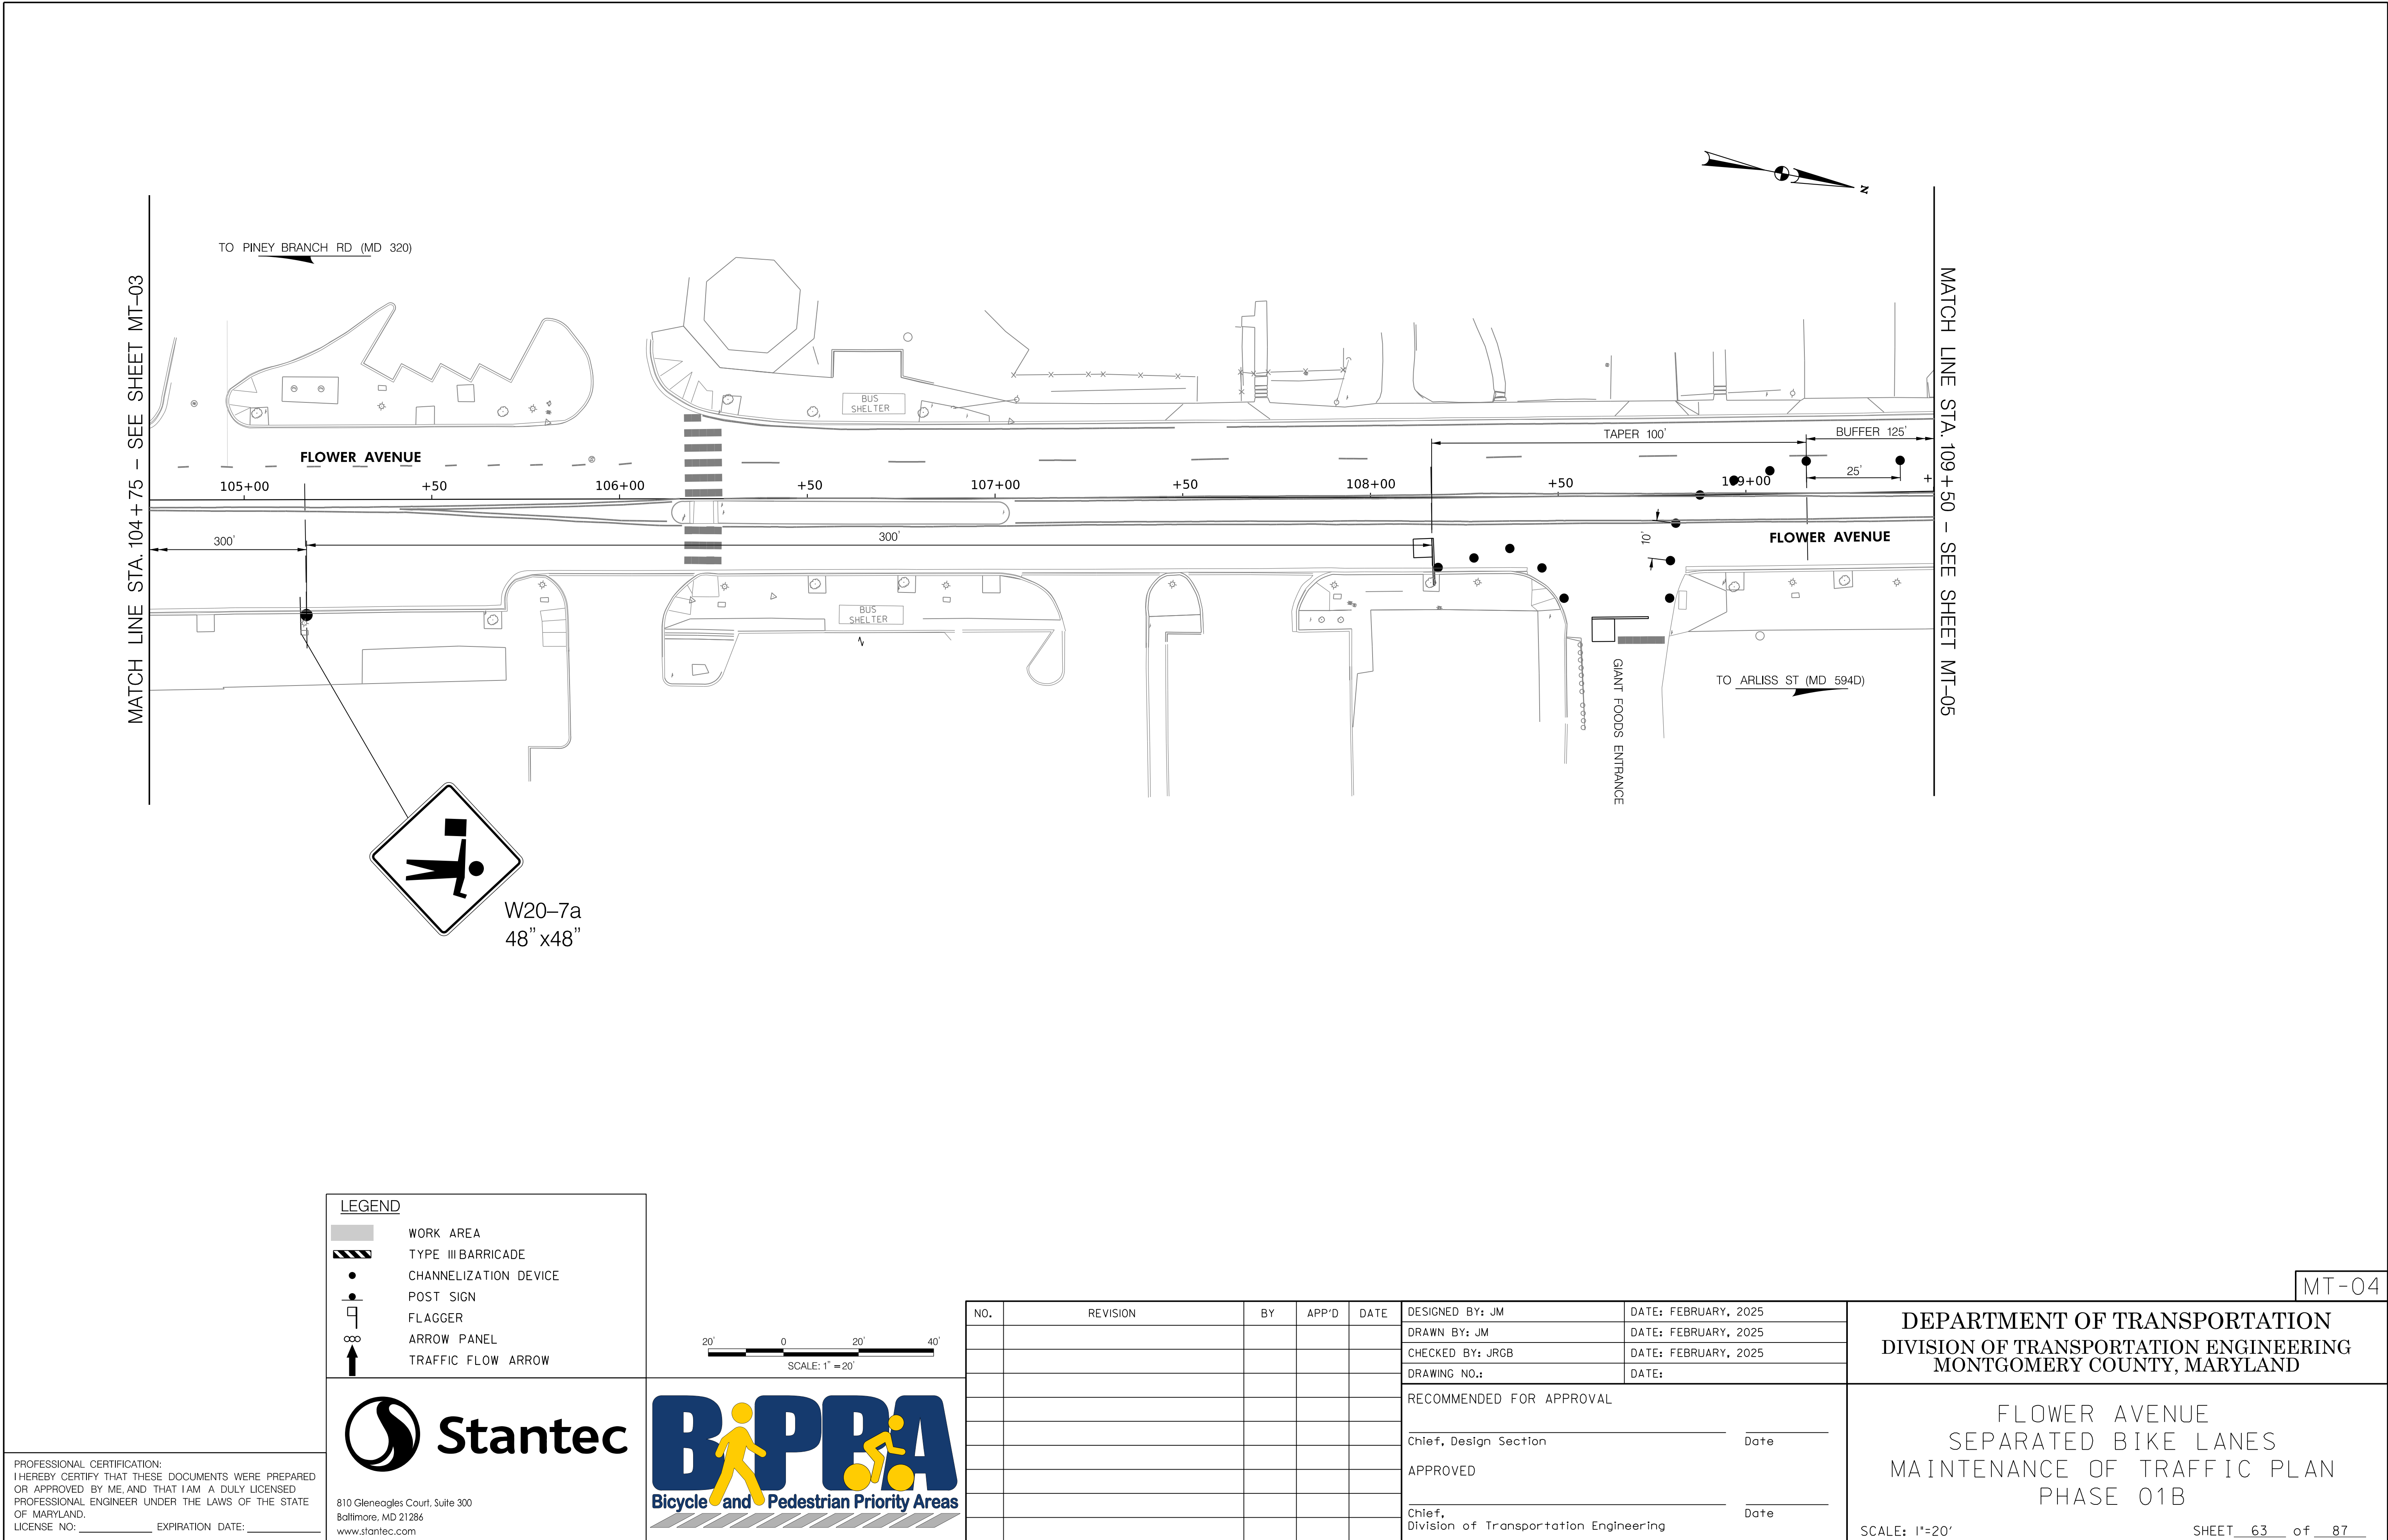 N
TO PINEY BRANCH RD (MD 320)
MATCH LINE STA. 104+75 – SEE SHEET MT–03
MATCH LINE STA. 109+50 – SEE SHEET MT–05
BUS
SHELTER
TAPER 100'
BUFFER 125'
25'
FLOWER AVENUE
105+00
+50
106+00
+50
107+00
+50
108+00
+50
109+00
+
300'
300'
10'
FLOWER AVENUE
BUS
SHELTER
GIANT FOODS ENTRANCE
TO ARLISS ST (MD 594D)
W20–7a
48" x48"
LEGEND
WORK AREA
TYPE III BARRICADE
CHANNELIZATION DEVICE
POST SIGN
FLAGGER
ARROW PANEL
TRAFFIC FLOW ARROW
20' 0 20' 40'
SCALE: 1" = 20'
Stantec
810 Gleneagles Court, Suite 300
Baltimore, MD 21286
www.stantec.com
BiPPA
Bicycle and Pedestrian Priority Areas
PROFESSIONAL CERTIFICATION:
I HEREBY CERTIFY THAT THESE DOCUMENTS WERE PREPARED
OR APPROVED BY ME, AND THAT I AM A DULY LICENSED
PROFESSIONAL ENGINEER UNDER THE LAWS OF THE STATE
OF MARYLAND.
LICENSE NO: EXPIRATION DATE:
NO. REVISION BY APP'D DATE
DESIGNED BY: JM DATE: FEBRUARY, 2025
DRAWN BY: JM DATE: FEBRUARY, 2025
CHECKED BY: JRGB DATE: FEBRUARY, 2025
DRAWING NO.: DATE:
RECOMMENDED FOR APPROVAL
Chief, Design Section Date
APPROVED
Chief, Date
Division of Transportation Engineering
MT-04
DEPARTMENT OF TRANSPORTATION
DIVISION OF TRANSPORTATION ENGINEERING
MONTGOMERY COUNTY, MARYLAND
FLOWER AVENUE
SEPARATED BIKE LANES
MAINTENANCE OF TRAFFIC PLAN
PHASE 01B
SCALE: 1"=20' SHEET 63 of 87